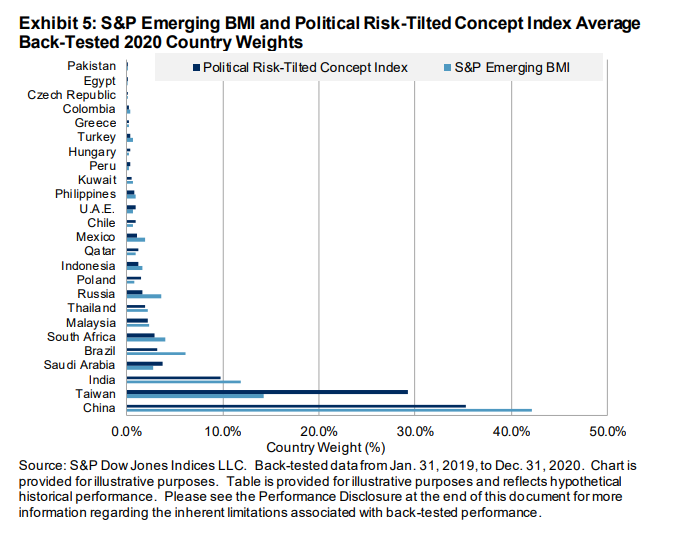 Exhibit 5: S&P Emerging BMI and Political Risk-Tilted Concept Index Average
Back-Tested 2020 Country Weights
Political Risk-Tilted Concept Index S&P Emerging BMI
Pakistan
Egypt
Czech Republic
Colombia
Greece
Turkey
Hungary
Peru
Kuwait
Philippines
U.A.E.
Chile
Mexico
Qatar
Indonesia
Poland
Russia
Thailand
Malaysia
South Africa
Brazil
Saudi Arabia
India
Taiwan
China
0.0% 10.0% 20.0% 30.0% 40.0% 50.0%
Country Weight (%)
Source: S&P Dow Jones Indices LLC. Back-tested data from Jan. 31, 2019, to Dec. 31, 2020. Chart is
provided for illustrative purposes. Table is provided for illustrative purposes and reflects hypothetical
historical performance. Please see the Performance Disclosure at the end of this document for more
information regarding the inherent limitations associated with back-tested performance.